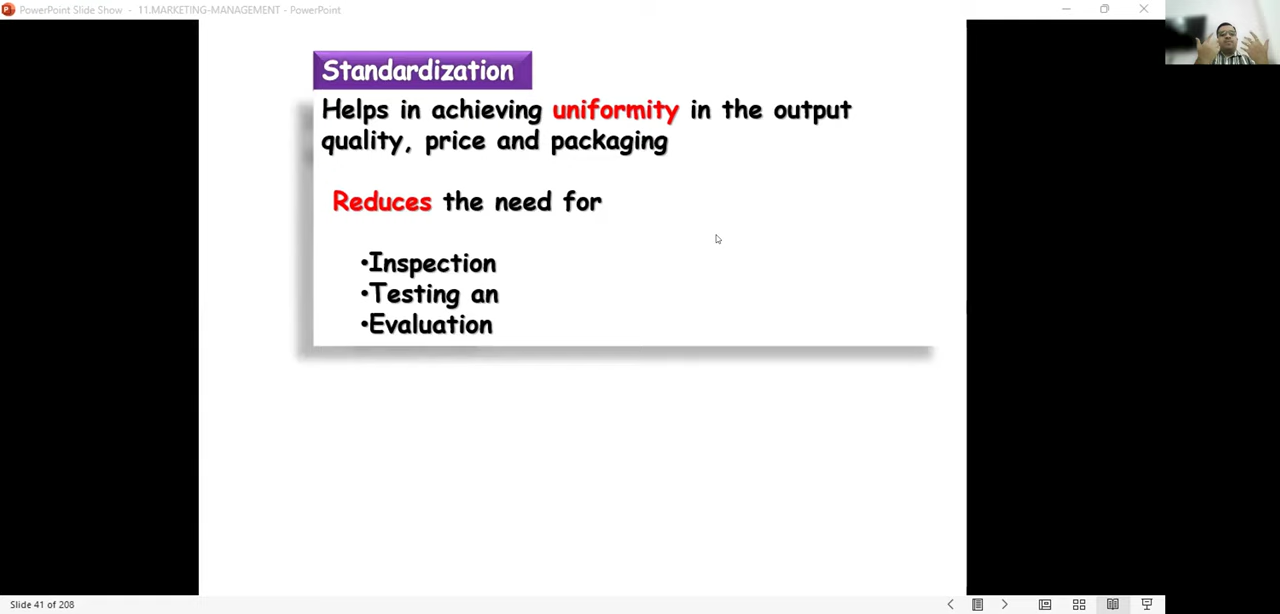 PowerPoint Slide Show - 11.MARKETING-MANAGEMENT - PowerPoint
Standardization
Helps in achieving uniformity in the output
quality, price and packaging
Reduces the need for
•Inspection
•Testing an
•Evaluation
Slide 41 of 208